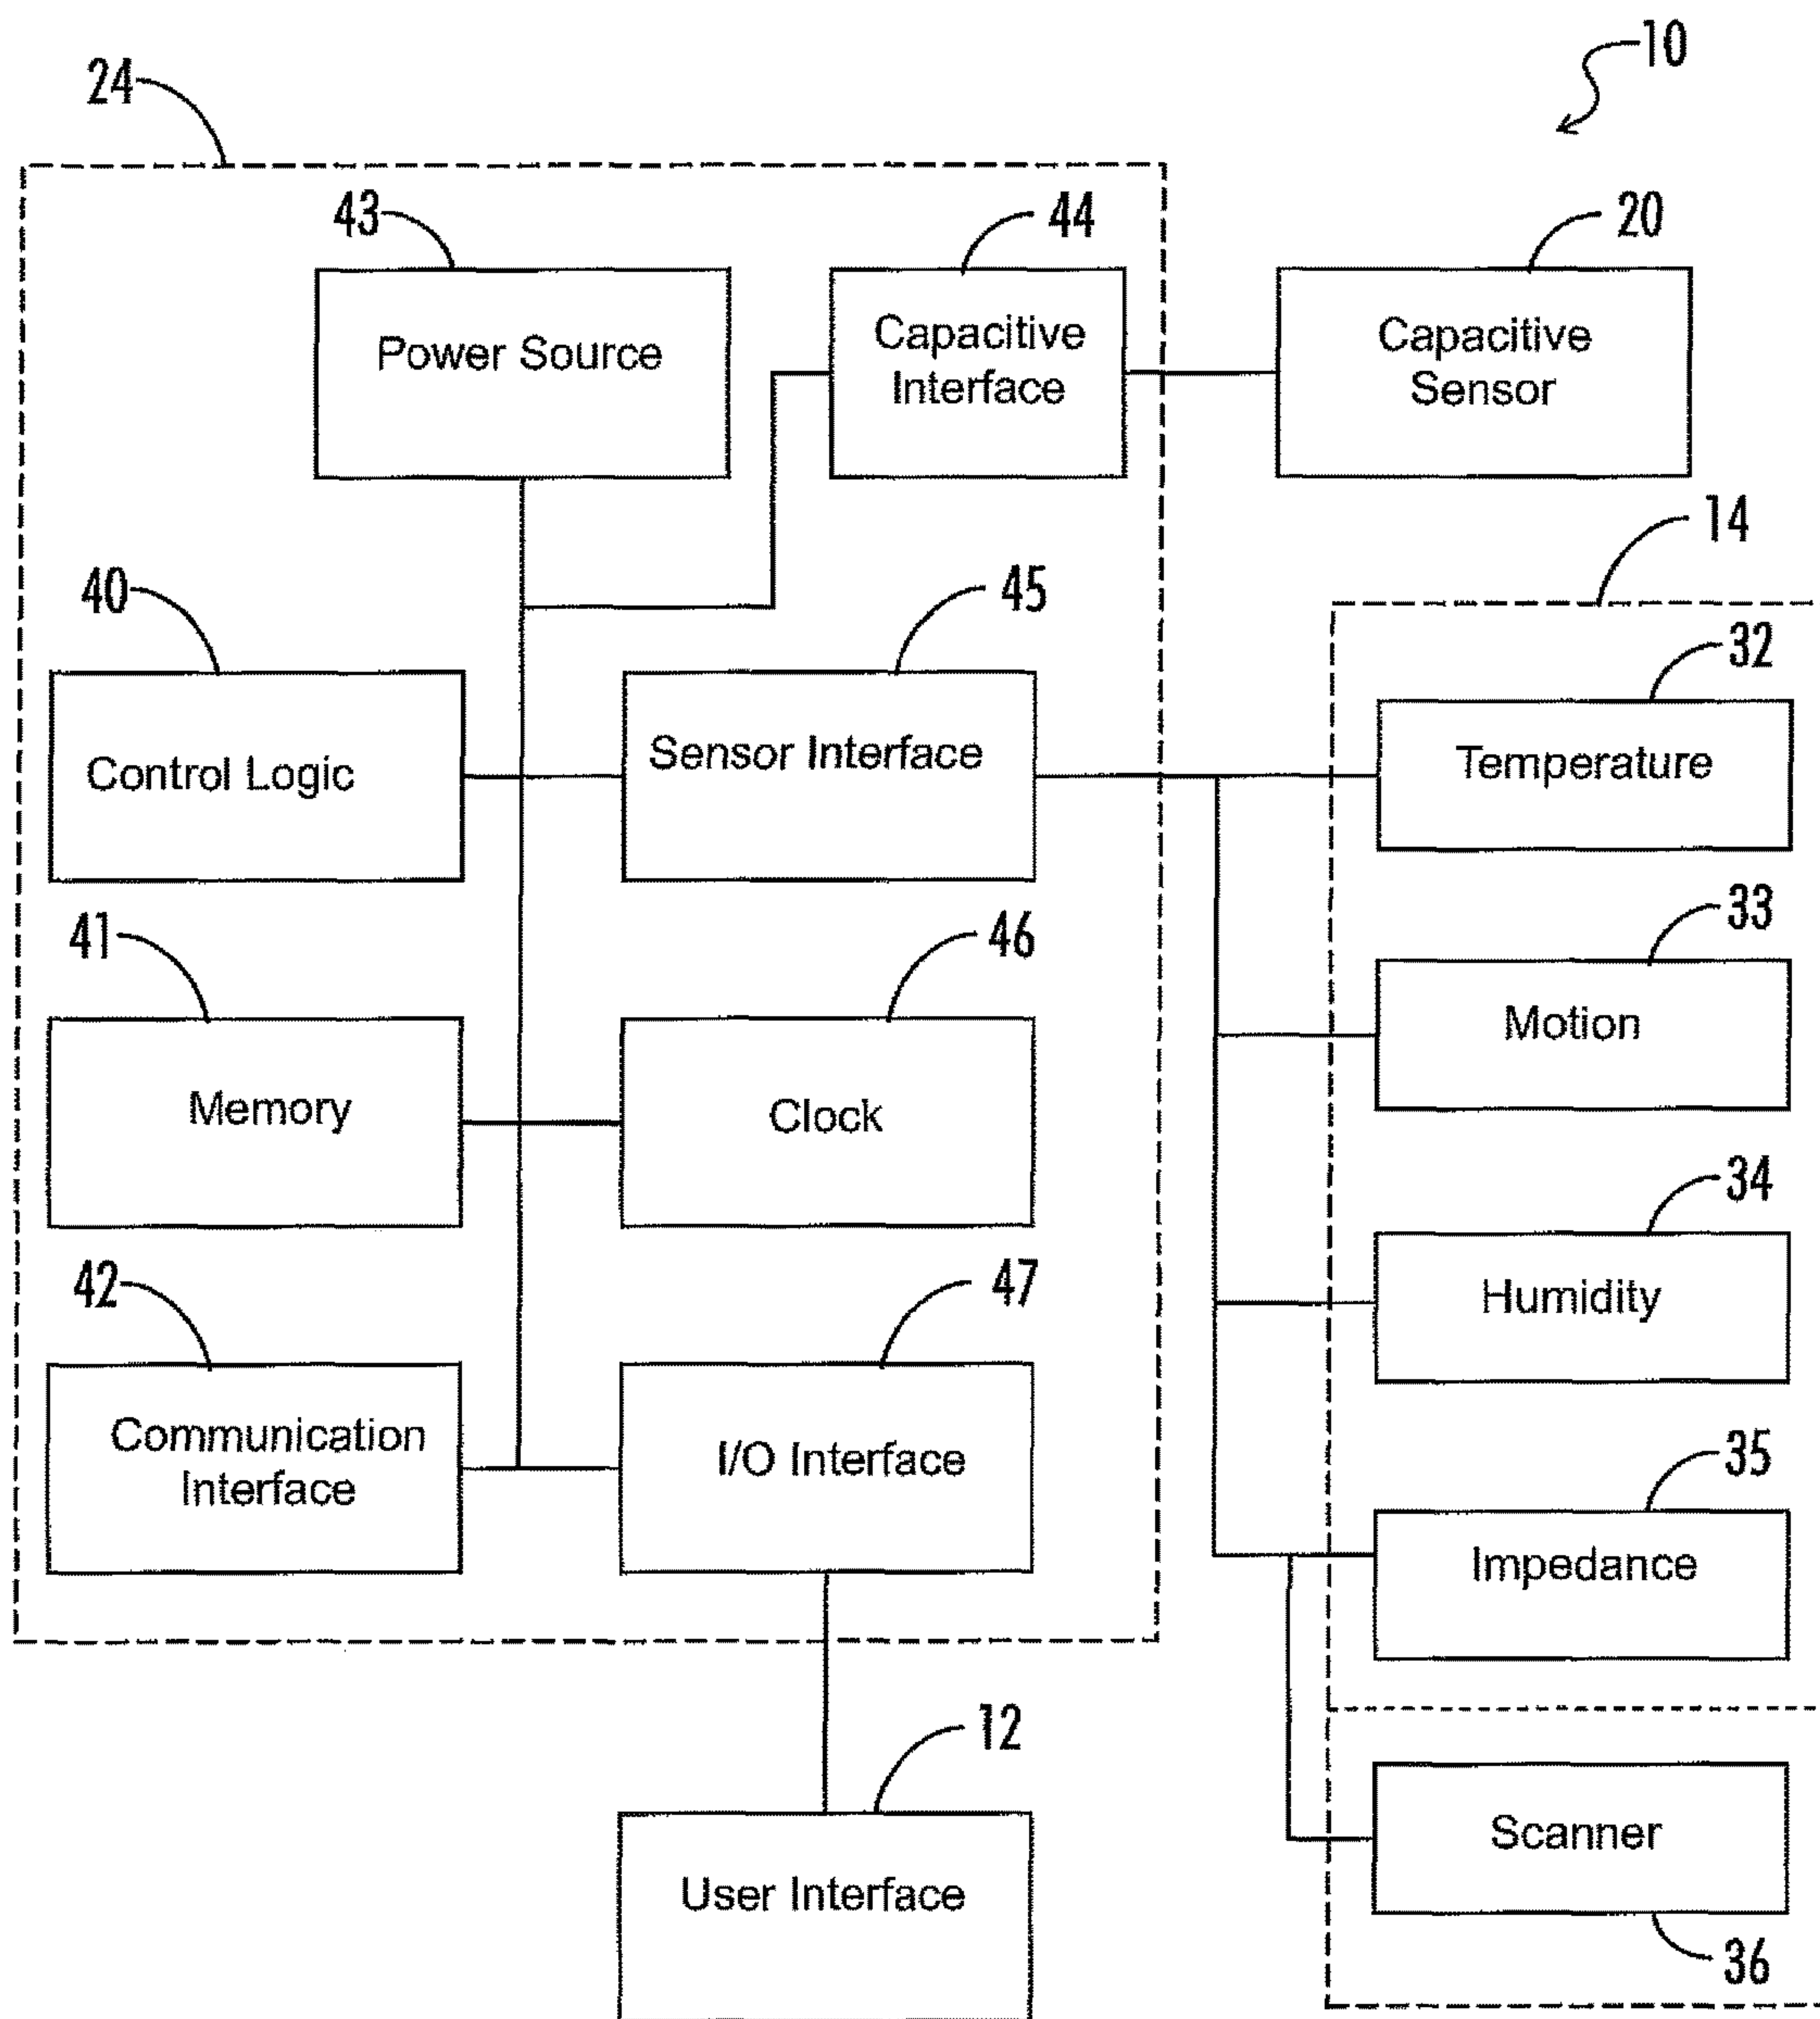 10
24
43
44
20
Power Source
Capacitive
Interface
Capacitive
Sensor
14
40
45
32
Control Logic
Sensor Interface
Temperature
41
46
33
Memory
Clock
Motion
34
42
47
Humidity
Communication
Interface
I/O Interface
35
Impedance
12
User Interface
Scanner
36